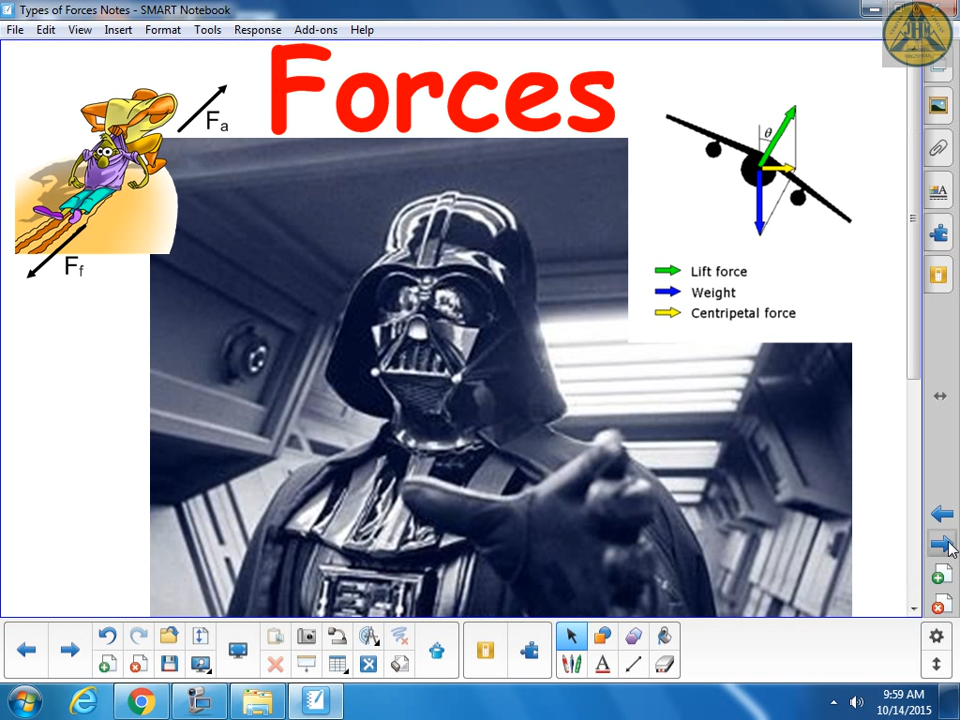 Types of Forces Notes - SMART Notebook
File Edit View Insert Format Tools Response Add-ons Help
Forces
Fa
Ff
θ
Lift force
Weight
Centripetal force
JHM
9:59 AM
10/14/2015